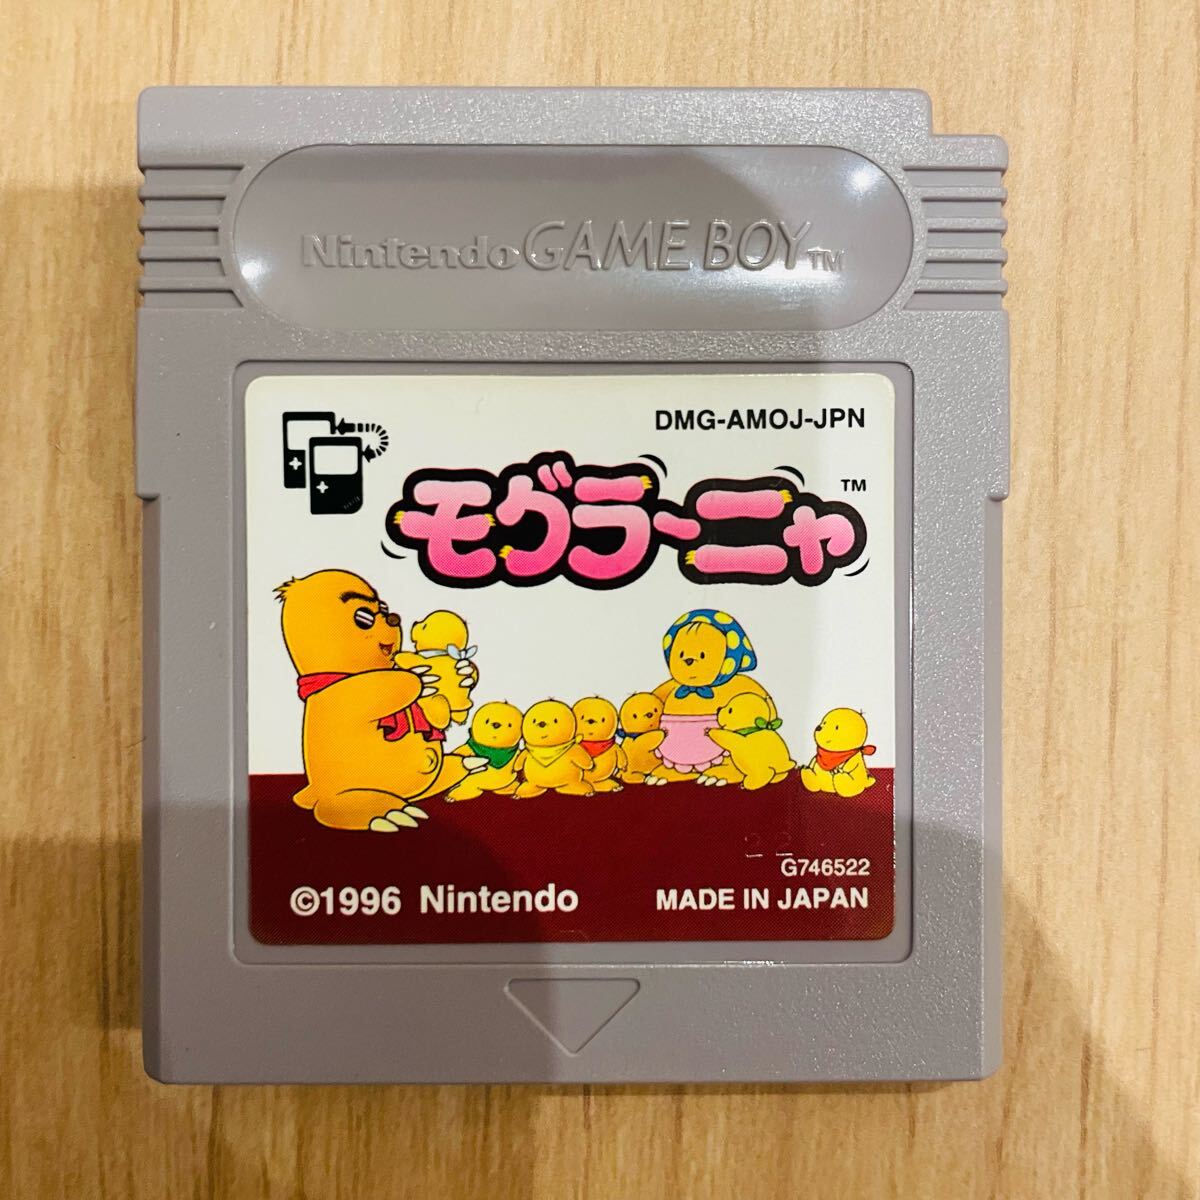 Nintendo GAME BOY TM
DMG-AMOJ-JPN
モグラ〜ニャ TM
22
G746522
©1996 Nintendo
MADE IN JAPAN